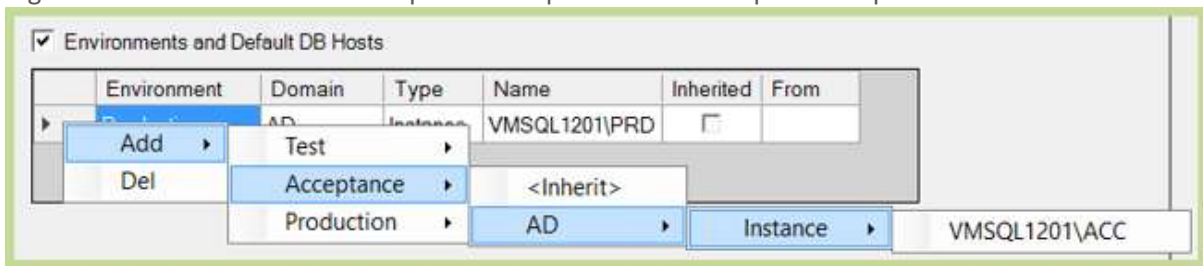 Environments and Default DB Hosts
Environment Domain Type Name Inherited From
VMSQL1201\PRD
Add Test
Del Acceptance <Inherit>
Production AD Instance VMSQL1201\ACC